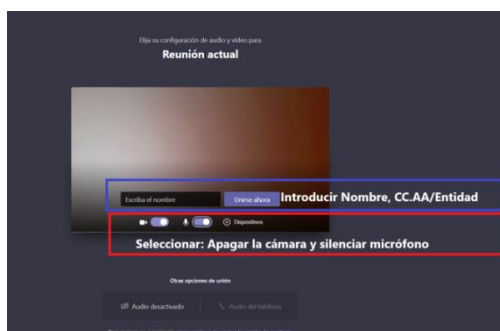 Elija su configuración de audio y vídeo para
Reunión actual
Escriba el nombre
Unirse ahora
Introducir Nombre, CC.AA/Entidad
Dispositivos
Seleccionar: Apagar la cámara y silenciar micrófono
Otras opciones de unión
Audio desactivado
Audio del teléfono